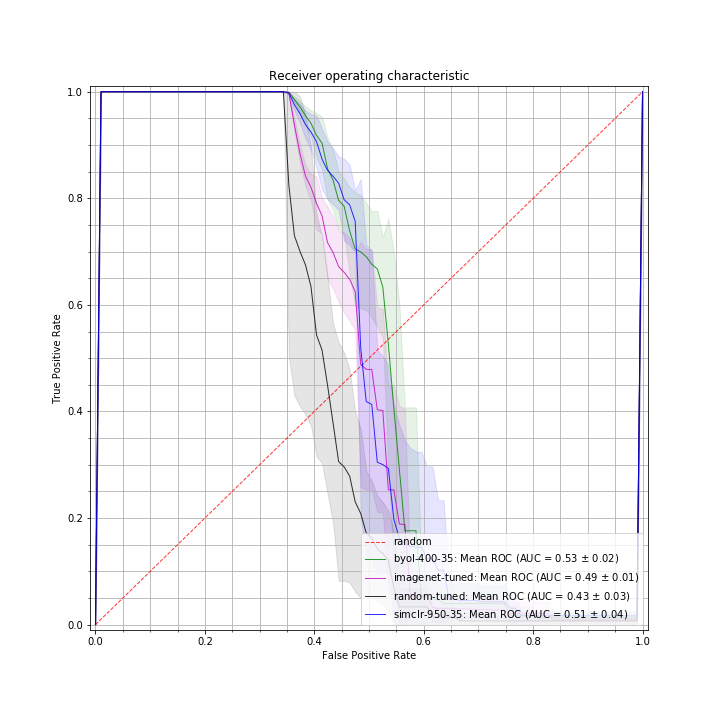 Receiver operating characteristic
True Positive Rate
1.0
0.8
0.6
0.4
0.2
0.0
random
byol-400-35: Mean ROC (AUC = 0.53 ± 0.02)
imagenet-tuned: Mean ROC (AUC = 0.49 ± 0.01)
random-tuned: Mean ROC (AUC = 0.43 ± 0.03)
simclr-950-35: Mean ROC (AUC = 0.51 ± 0.04)
0.0 0.2 0.4 0.6 0.8 1.0
False Positive Rate